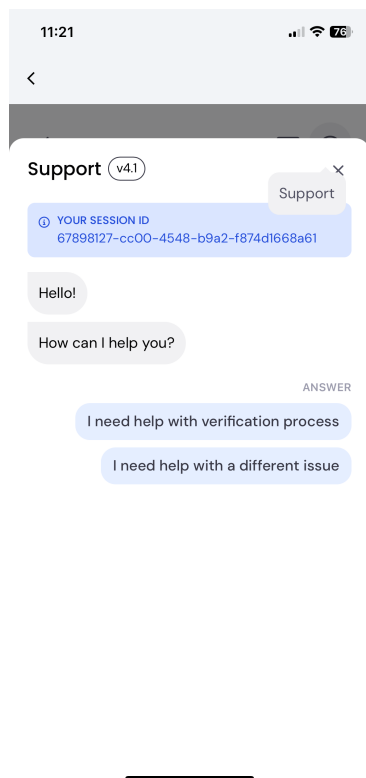 11:21
76
Support v4.1
Support
YOUR SESSION ID
67898127-cc00-4548-b9a2-f874d1668a61
Hello!
How can I help you?
ANSWER
I need help with verification process
I need help with a different issue